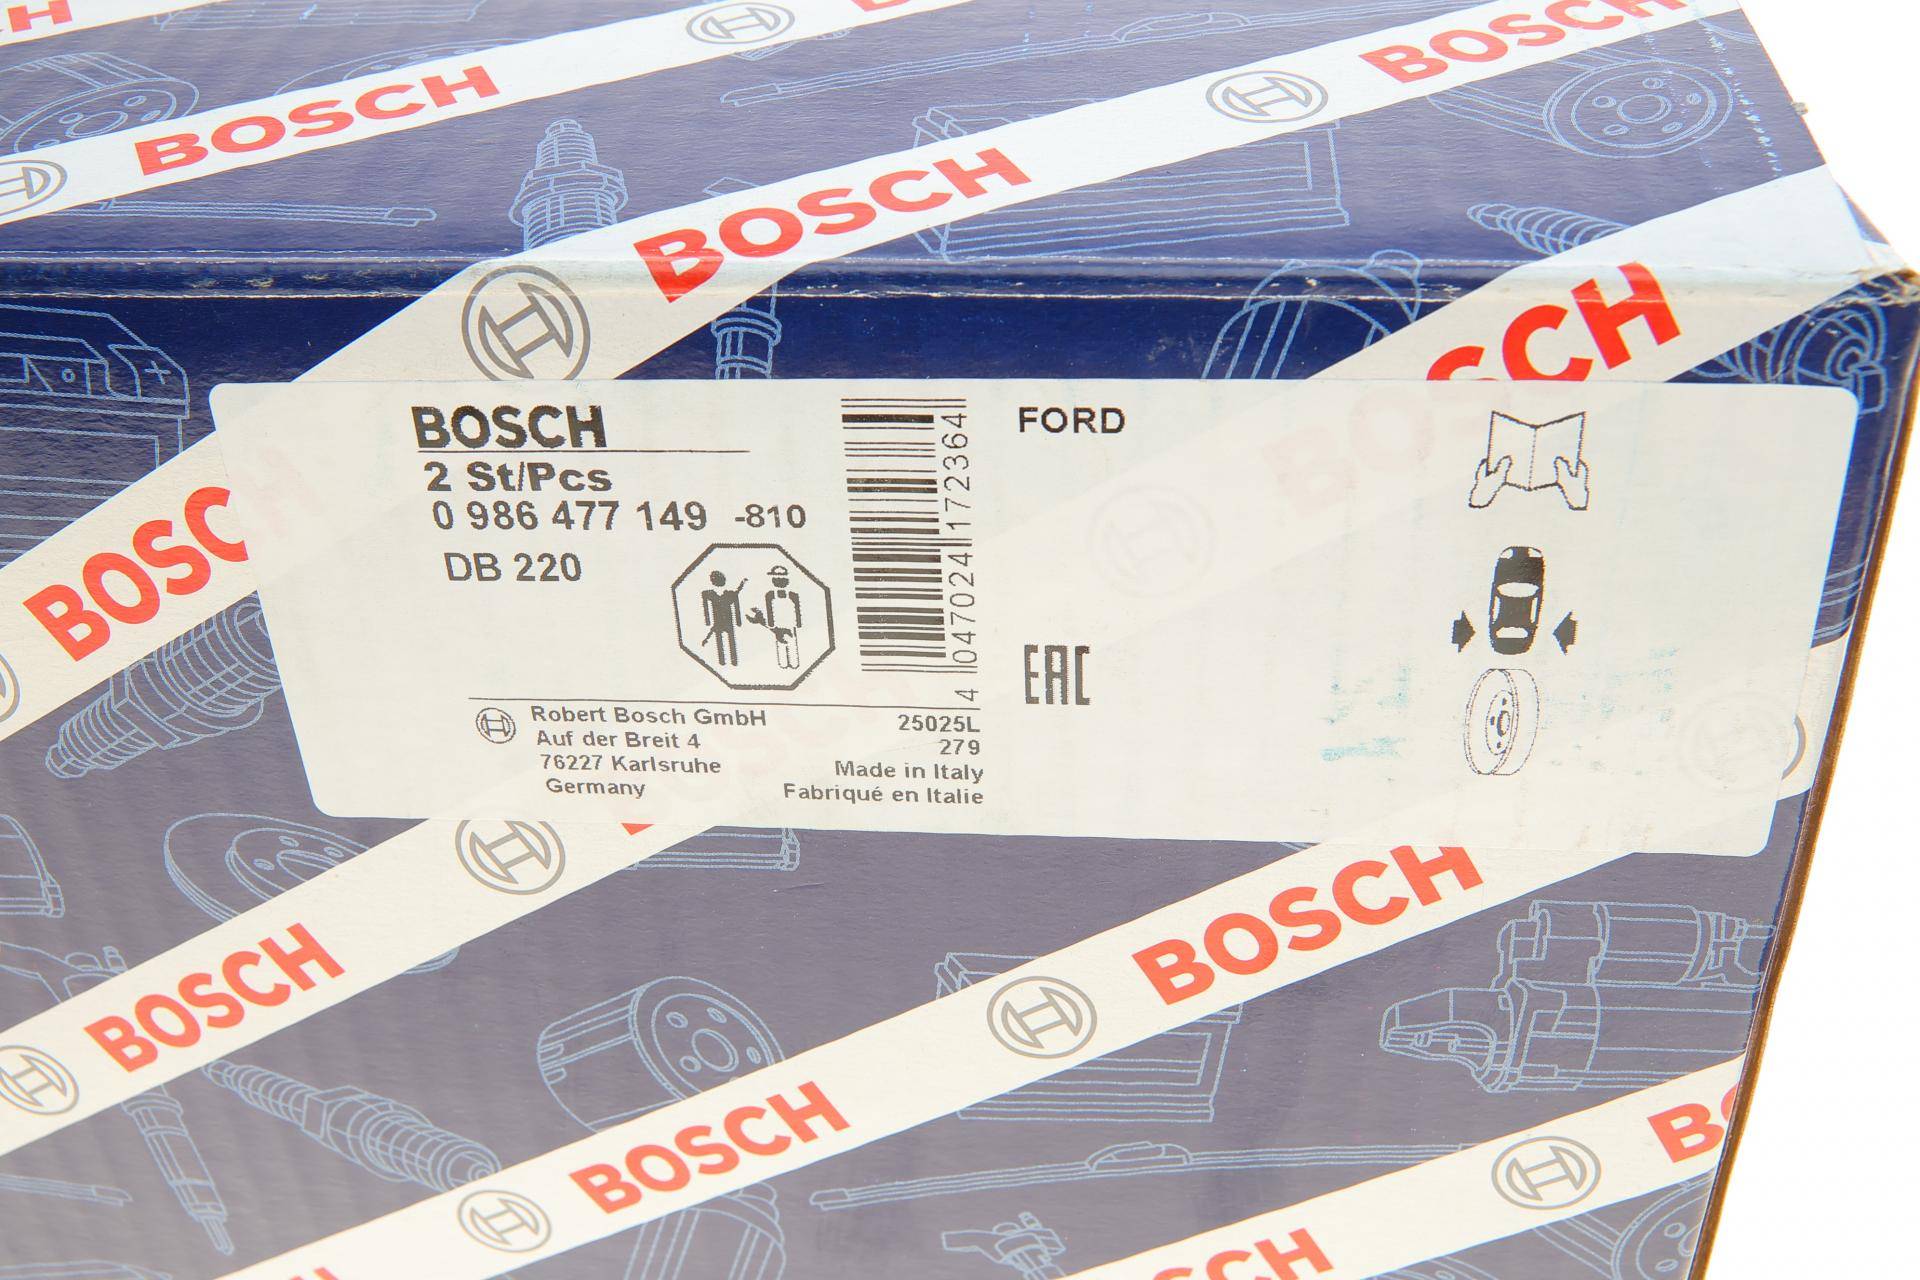 BOSCH
BOSCH
BOSCH
BOSCH
BOSCH
BOSCH
2 St/Pcs
0 986 477 149 -810
DB 220
4 047024 172364
FORD
EAC
Robert Bosch GmbH
Auf der Breit 4
76227 Karlsruhe
Germany
25025L
279
Made in Italy
Fabriqué en Italie
BOSCH
BOSCH
BOSCH
BOSCH